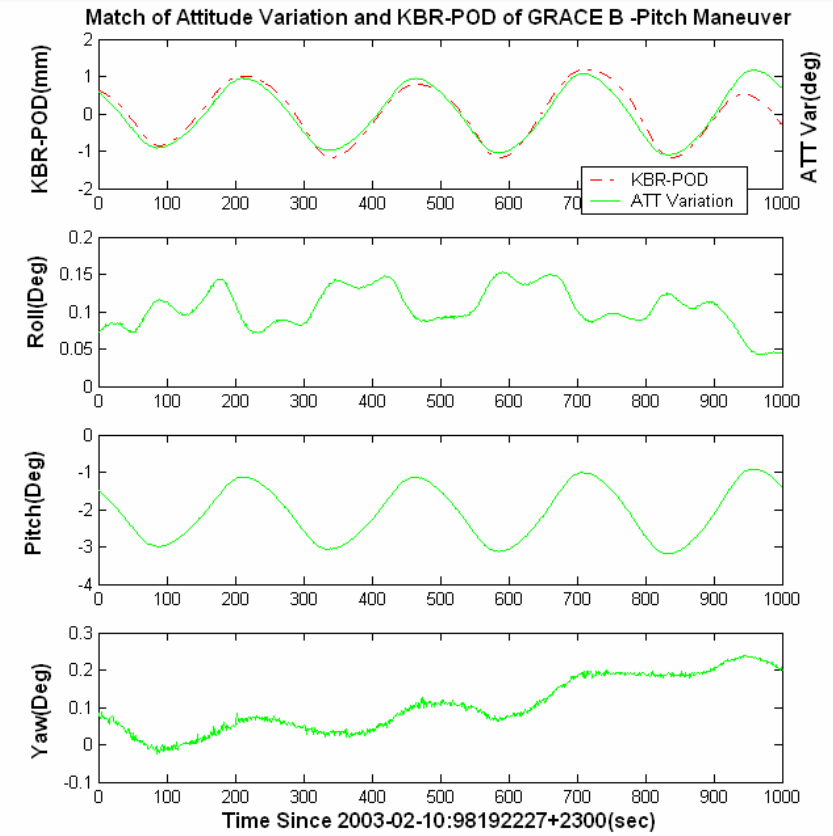 Match of Attitude Variation and KBR-POD of GRACE B -Pitch Maneuver
KBR-POD(mm)
2
1
0
-1
-2
ATT Var(deg)
KBR-POD
ATT Variation
0 100 200 300 400 500 600 70 1000
Roll(Deg)
0.2
0.15
0.1
0.05
0
0 100 200 300 400 500 600 700 800 900 1000
Pitch(Deg)
0
-1
-2
-3
-4
0 100 200 300 400 500 600 700 800 900 1000
Yaw(Deg)
0.3
0.2
0.1
0
-0.1
0 100 200 300 400 500 600 700 800 900 1000
Time Since 2003-02-10:98192227+2300(sec)